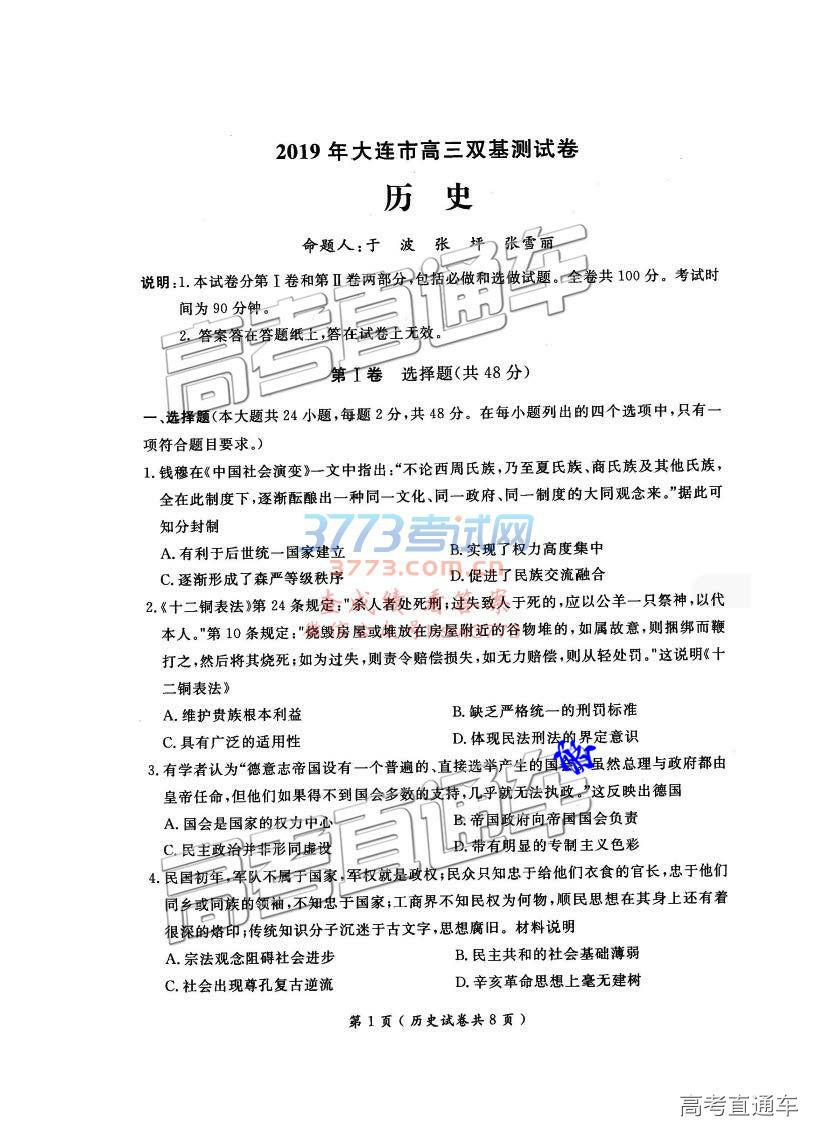 2019年大连市高三双基测试卷
历 史
命题人:于 波 张 坪 张雪丽
说明:1.本试卷分第Ⅰ卷和第Ⅱ卷两部分,包括必做和选做试题。全卷共100分。考试时
间为90分钟。
2. 答案答在答题纸上,答在试卷上无效。
第Ⅰ卷 选择题(共48分)
一、选择题(本大题共24小题,每题2分,共48分。在每小题列出的四个选项中,只有一
项符合题目要求。)
1.钱穆在《中国社会演变》一文中指出:“不论西周氏族,乃至夏氏族、商氏族及其他氏族,
全在此制度下,逐渐酝酿出一种同一文化、同一政府、同一制度的大同观念来。”据此可
知分封制
A.有利于后世统一国家建立 B.实现了权力高度集中
C.逐渐形成了森严等级秩序 D.促进了民族交流融合
2.《十二铜表法》第24条规定:"杀人者处死刑;过失致人于死的,应以公羊一只祭神,以代
本人。"第10条规定:"烧毁房屋或堆放在房屋附近的谷物堆的,如属故意,则捆绑而鞭
打之,然后将其烧死;如为过失,则责令赔偿损失,如无力赔偿,则从轻处罚。"这说明《十
二铜表法》
A.维护贵族根本利益 B.缺乏严格统一的刑罚标准
C.具有广泛的适用性 D.体现民法刑法的界定意识
3.有学者认为“德意志帝国设有一个普遍的、直接选举产生的国 虽然总理与政府都由
皇帝任命,但他们如果得不到国会多数的支持,几乎就无法执政。”这反映出德国
A.国会是国家的权力中心 B.帝国政府向帝国国会负责
C.民主政治并非形同虚设 D.带有明显的专制主义色彩
4.民国初年,军队不属于国家,军权就是政权;民众只知忠于给他们衣食的官长,忠于他们
同乡或同族的领袖,不知忠于国家;工商界不知民权为何物,顺民思想在其身上还有着
很深的烙印;传统知识分子沉迷于古文字,思想腐旧。材料说明
A.宗法观念阻碍社会进步 B.民主共和的社会基础薄弱
C.社会出现尊孔复古逆流 D.辛亥革命思想上毫无建树
第1页(历史试卷共8页)
高考直通车
高考直通车
3773考试网
3773.com.cn
查成绩 看答案
高考直通车